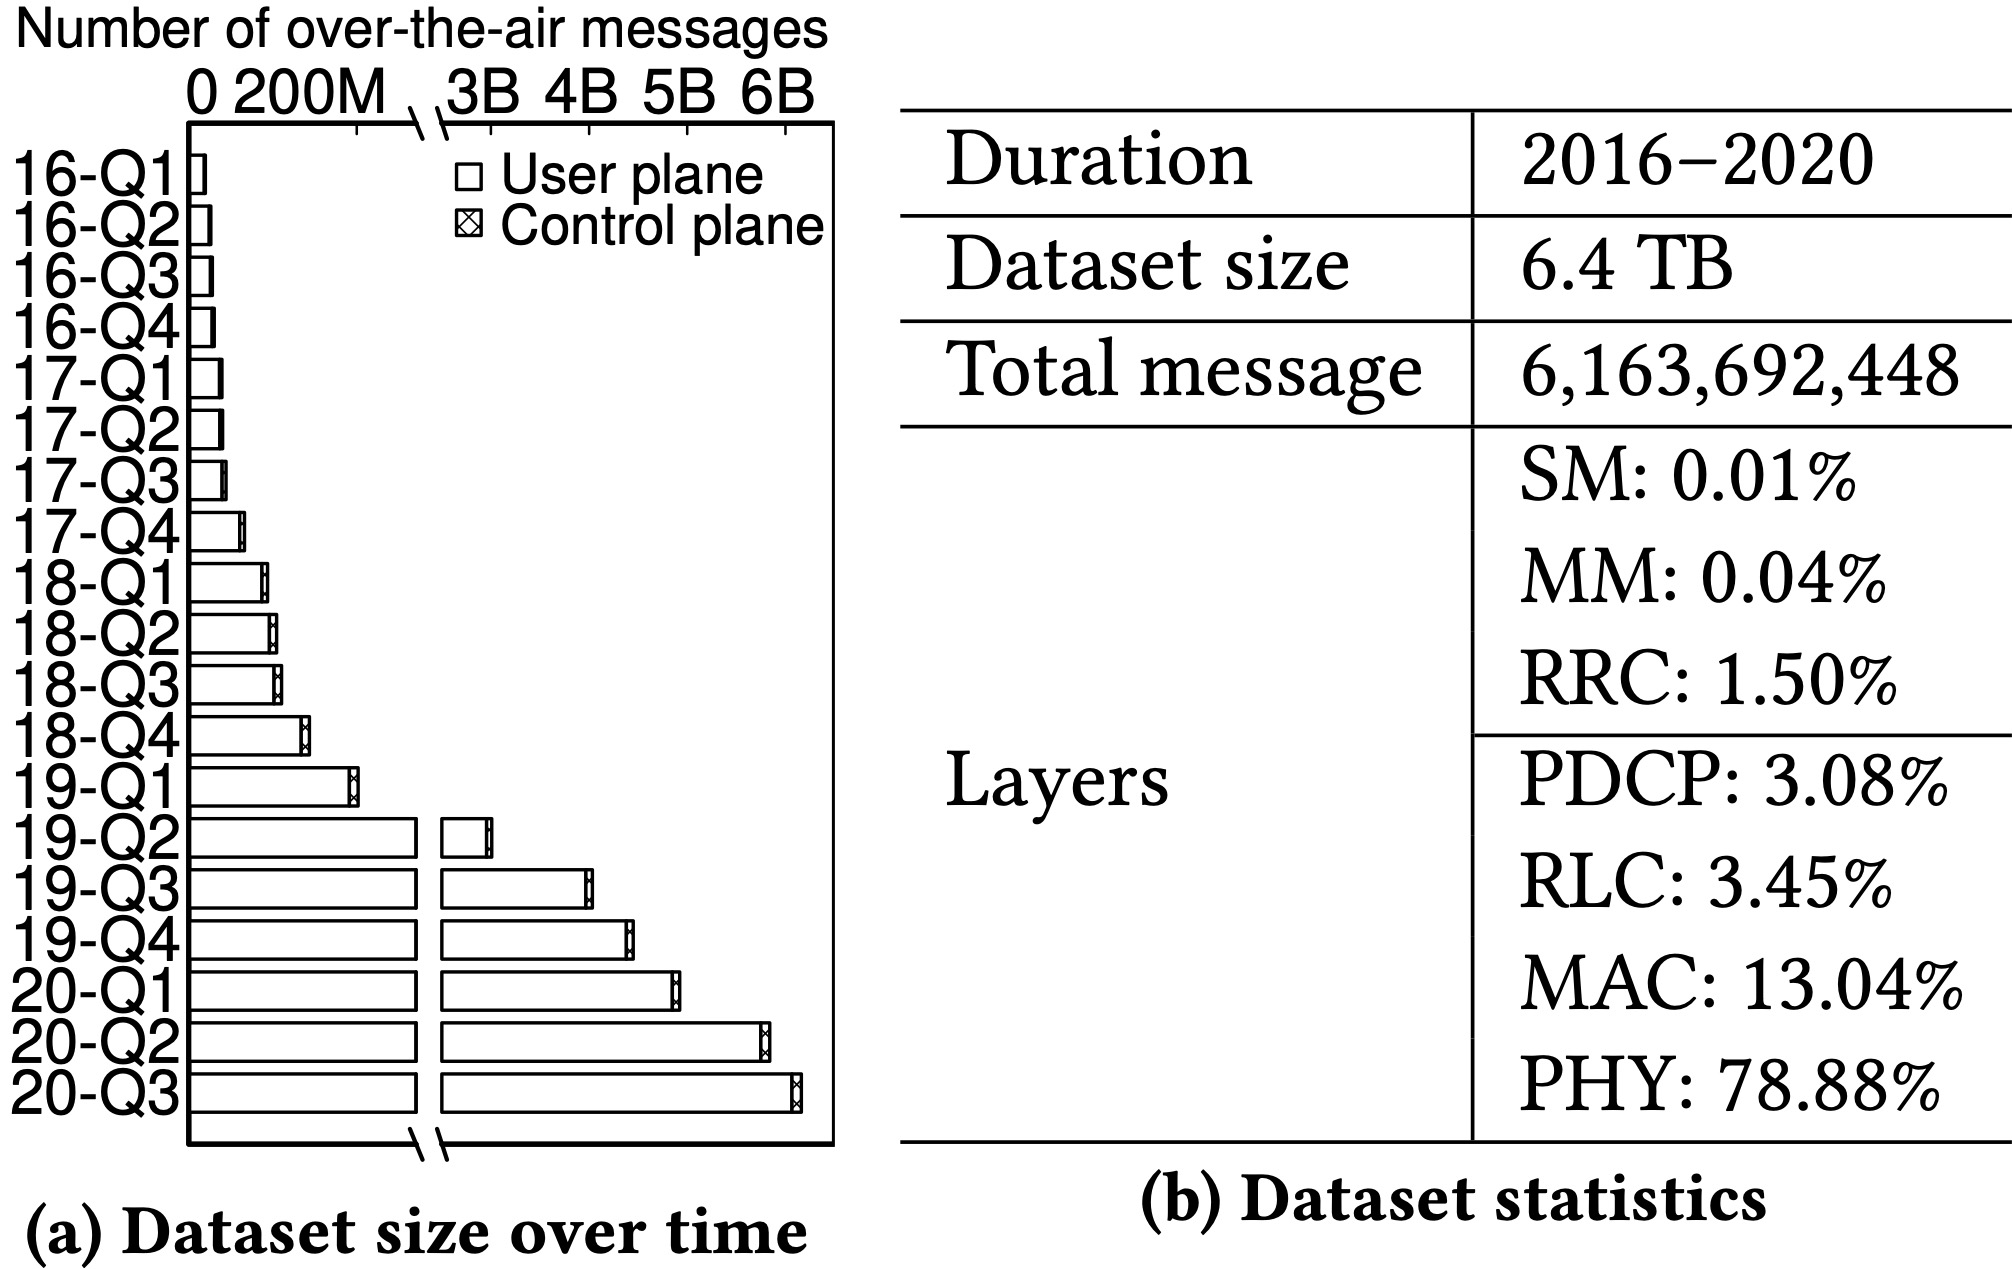 Number of over-the-air messages
0 200M 3B 4B 5B 6B
User plane
Control plane
16-Q1
16-Q2
16-Q3
16-Q4
17-Q1
17-Q2
17-Q3
17-Q4
18-Q1
18-Q2
18-Q3
18-Q4
19-Q1
19-Q2
19-Q3
19-Q4
20-Q1
20-Q2
20-Q3
(a) Dataset size over time
Duration 2016–2020
Dataset size 6.4 TB
Total message 6,163,692,448
Layers
SM: 0.01%
MM: 0.04%
RRC: 1.50%
PDCP: 3.08%
RLC: 3.45%
MAC: 13.04%
PHY: 78.88%
(b) Dataset statistics